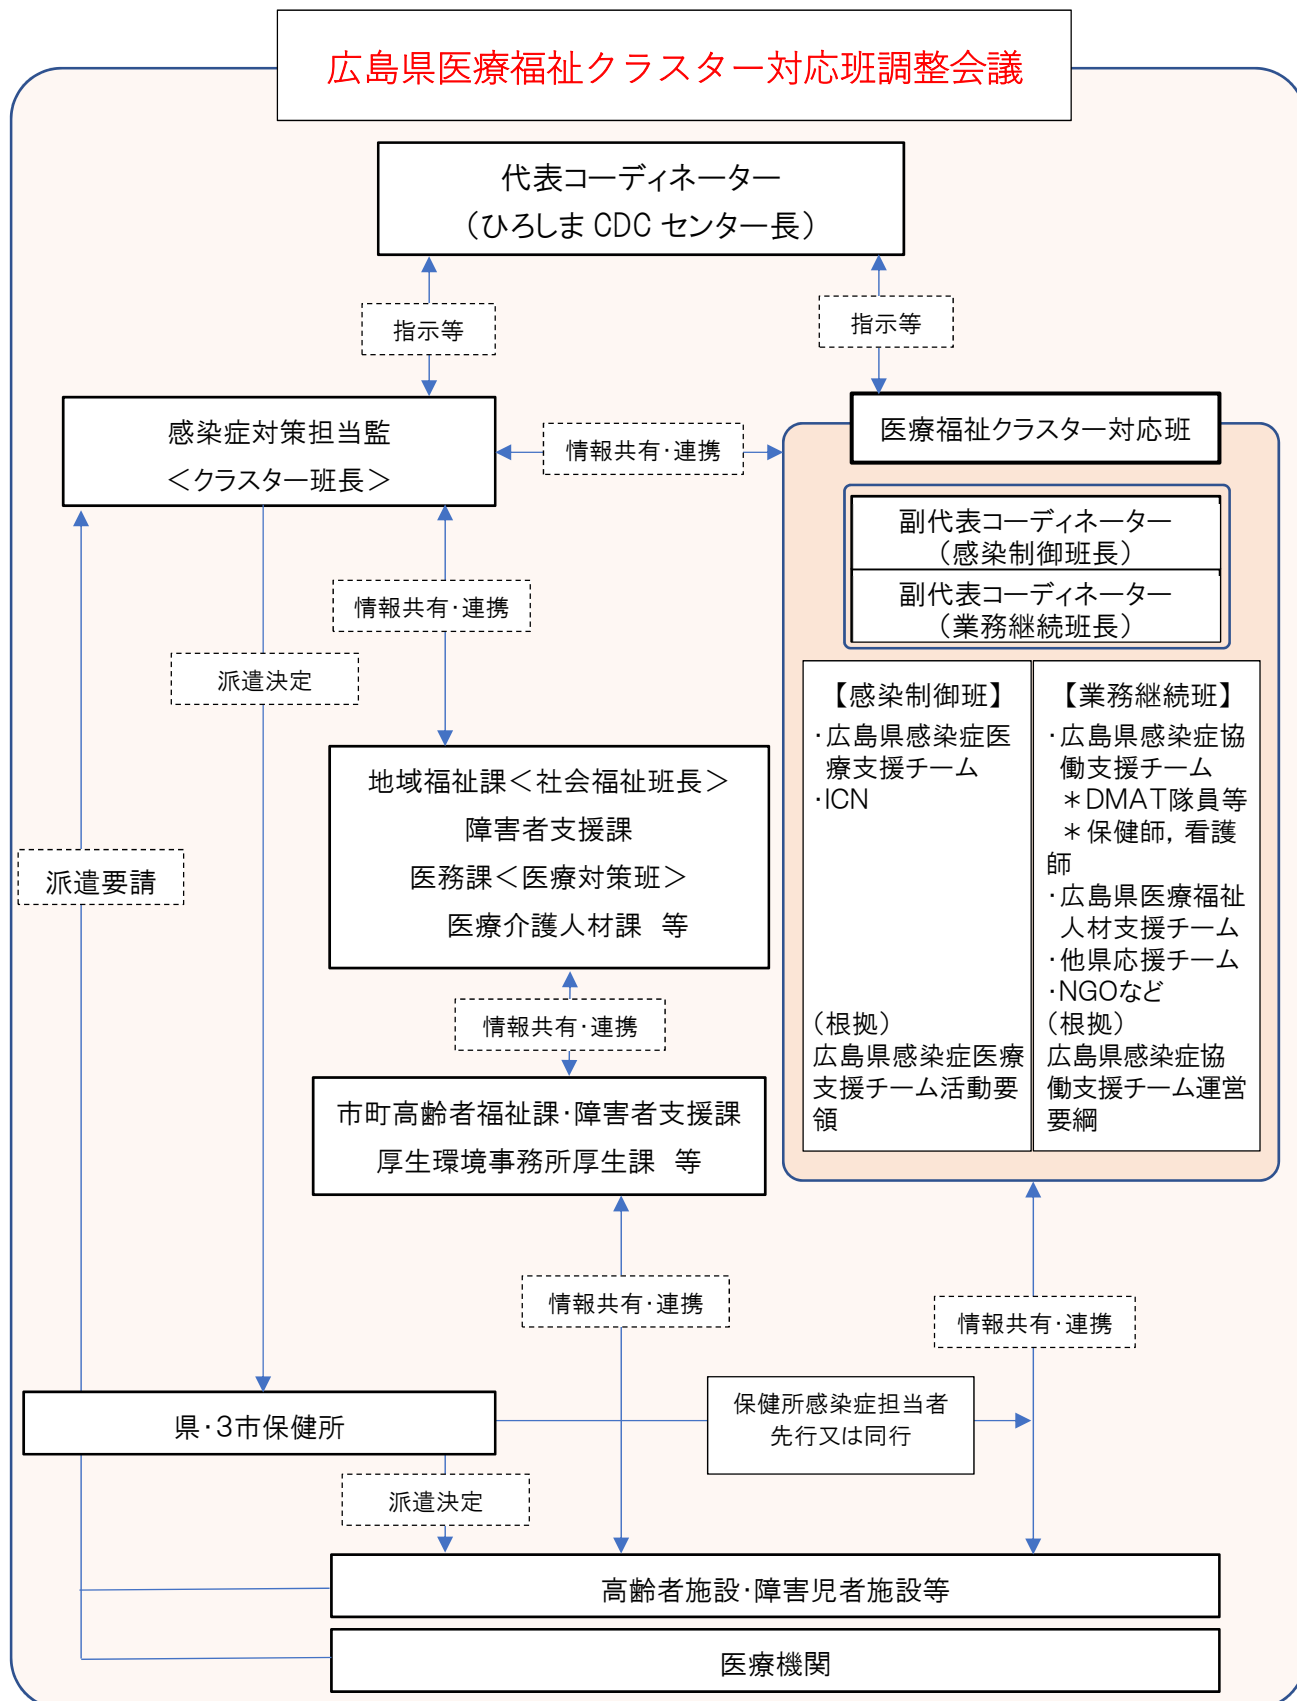 広島県医療福祉クラスター対応班調整会議
代表コーディネーター
（ひろしま CDC センター長）
指示等
指示等
感染症対策担当監
＜クラスター班長＞
情報共有・連携
医療福祉クラスター対応班
副代表コーディネーター
（感染制御班長）
副代表コーディネーター
（業務継続班長）
情報共有・連携
派遣決定
【感染制御班】
・広島県感染症医
療支援チーム
・ICN
（根拠）
広島県感染症医療
支援チーム活動要
領
【業務継続班】
・広島県感染症協
働支援チーム
＊DMAT隊員等
＊保健師，看護
師
・広島県医療福祉
人材支援チーム
・他県応援チーム
・NGOなど
（根拠）
広島県感染症協
働支援チーム運営
要綱
地域福祉課＜社会福祉班長＞
障害者支援課
医務課＜医療対策班＞
医療介護人材課　等
派遣要請
情報共有・連携
市町高齢者福祉課・障害者支援課
厚生環境事務所厚生課　等
情報共有・連携
情報共有・連携
県・3市保健所
保健所感染症担当者
先行又は同行
派遣決定
高齢者施設・障害児者施設等
医療機関